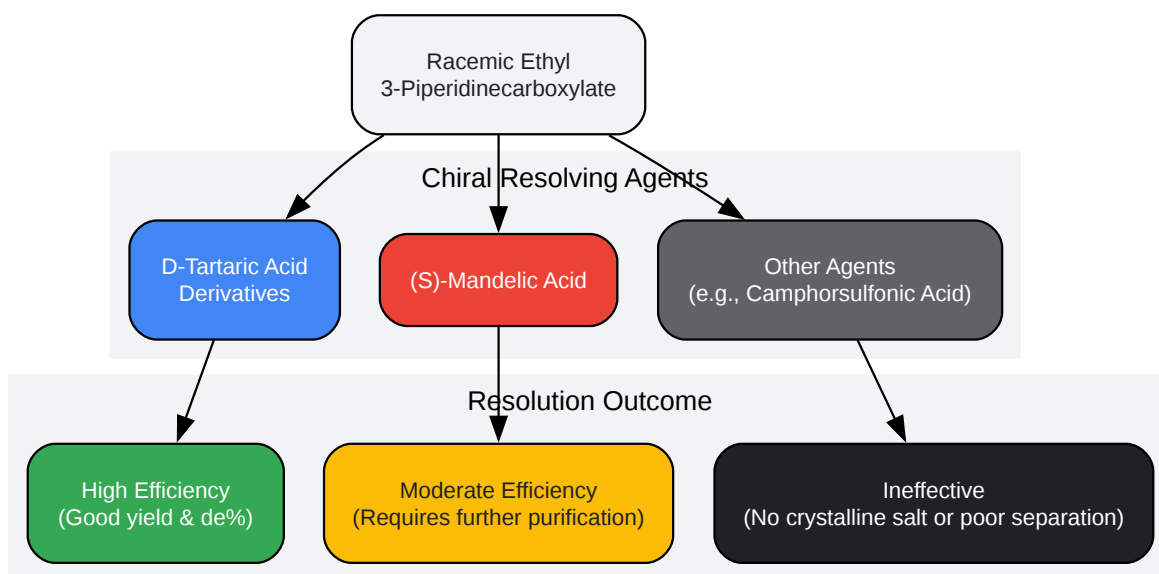 Racemic Ethyl
3-Piperidinecarboxylate
Chiral Resolving Agents
D-Tartaric Acid
Derivatives
(S)-Mandelic Acid
Other Agents
(e.g., Camphorsulfonic Acid)
Resolution Outcome
High Efficiency
(Good yield & de%)
Moderate Efficiency
(Requires further purification)
Ineffective
(No crystalline salt or poor separation)